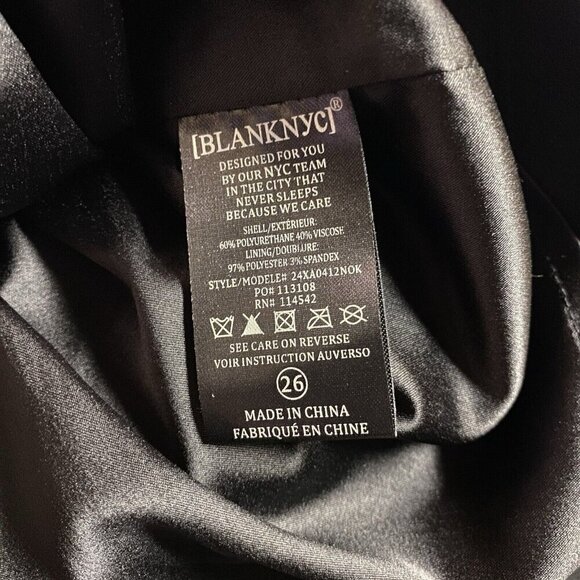 [BLANKNYC]®
DESIGNED FOR YOU
BY OUR NYC TEAM
IN THE CITY THAT
NEVER SLEEPS
BECAUSE WE CARE
SHELL/EXTÉRIEUR:
60% POLYURETHANE 40% VISCOSE
LINING/DOUBLURE:
97% POLYESTER 3% SPANDEX
STYLE/MODÈLE# 24XA0412NOK
PO# 113108
RN# 114542
SEE CARE ON REVERSE
VOIR INSTRUCTION AUVERSO
26
MADE IN CHINA
FABRIQUÉ EN CHINE